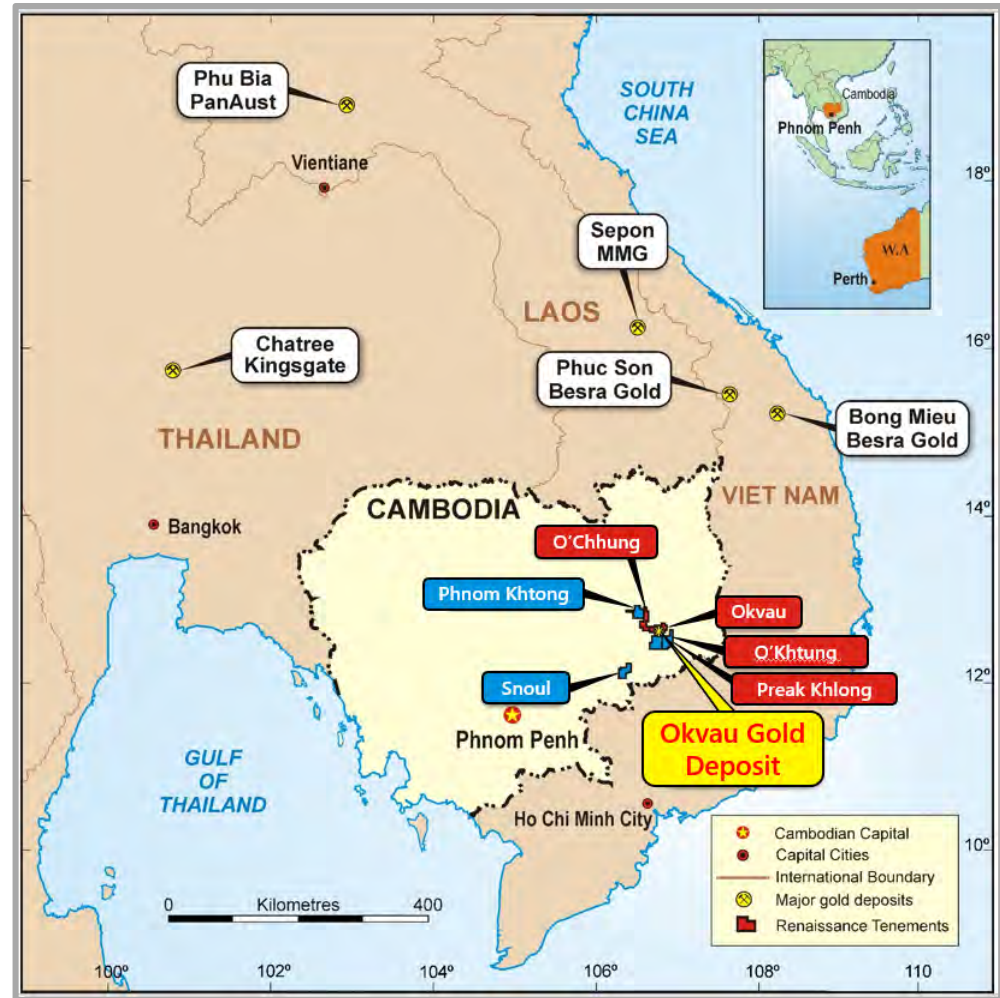 Phu Bia
PanAust
Vientiane
SOUTH
CHINA
SEA
Cambodia
Phnom Penh
W.A
Perth
18º
Sepon
MMG
LAOS
Chatree
Kingsgate
16º
Phuc Son
Besra Gold
Bong Mieu
Besra Gold
THAILAND
VIET NAM
CAMBODIA
Bangkok
14º
O'Chhung
Phnom Khtong
Okvau
O'Khtung
Preak Khlong
Snoul
12º
Phnom Penh
Okvau Gold
Deposit
GULF
OF
THAILAND
Ho Chi Minh City
10º
Cambodian Capital
Capital Cities
International Boundary
Major gold deposits
Renaissance Tenements
0 Kilometres 400
100º 102º 104º 106º 108º 110